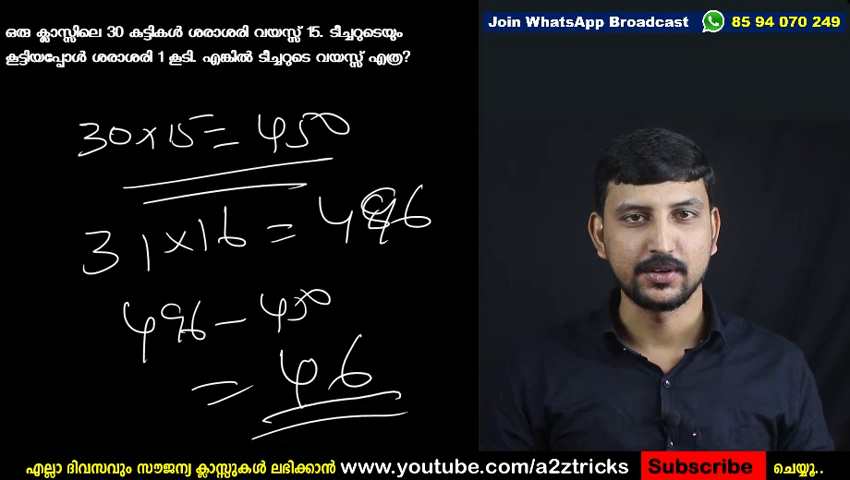 ഒരു ക്ലാസ്സിലെ 30 കുട്ടികൾ ശരാശരി വയസ്സ് 15. ടീച്ചറുടെയും
കൂട്ടിയപ്പോൾ ശരാശരി 1 കൂടി. എങ്കിൽ ടീച്ചറുടെ വയസ്സ് എത്ര?
Join WhatsApp Broadcast 85 94 070 249
30 × 15 = 450
31 × 16 = 496
496 - 450
= 46
എല്ലാ ദിവസവും സൗജന്യ ക്ലാസ്സുകൾ ലഭിക്കാൻ www.youtube.com/a2ztricks Subscribe ചെയ്യൂ..